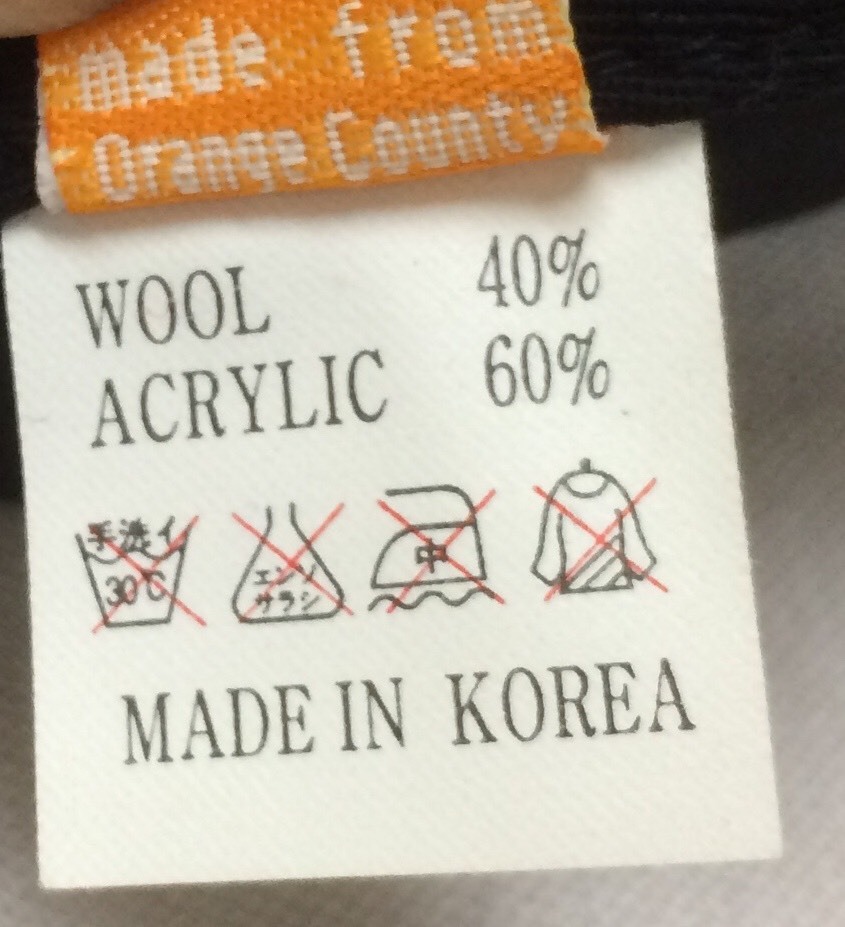 made from
Orange County
WOOL 40%
ACRYLIC 60%
手洗イ
30℃
エンソ
サラシ
中
MADE IN KOREA